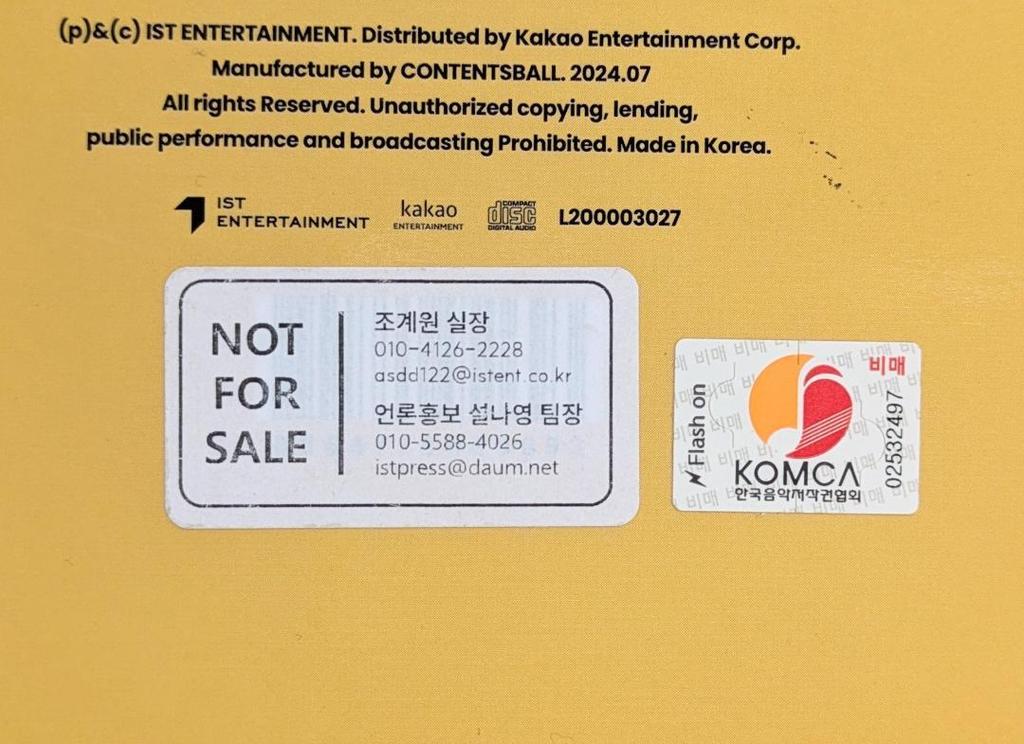 (p)&(c) IST ENTERTAINMENT. Distributed by Kakao Entertainment Corp.
Manufactured by CONTENTSBALL. 2024.07
All rights Reserved. Unauthorized copying, lending,
public performance and broadcasting Prohibited. Made in Korea.
IST
ENTERTAINMENT
kakao
ENTERTAINMENT
COMPACT
disc
DIGITAL AUDIO
L200003027
NOT
FOR
SALE
조계원 실장
010-4126-2228
asdd122@istent.co.kr
언론홍보 설나영 팀장
010-5588-4026
istpress@daum.net
Flash on
비매
KOMCA
한국음악저작권협회
02532497